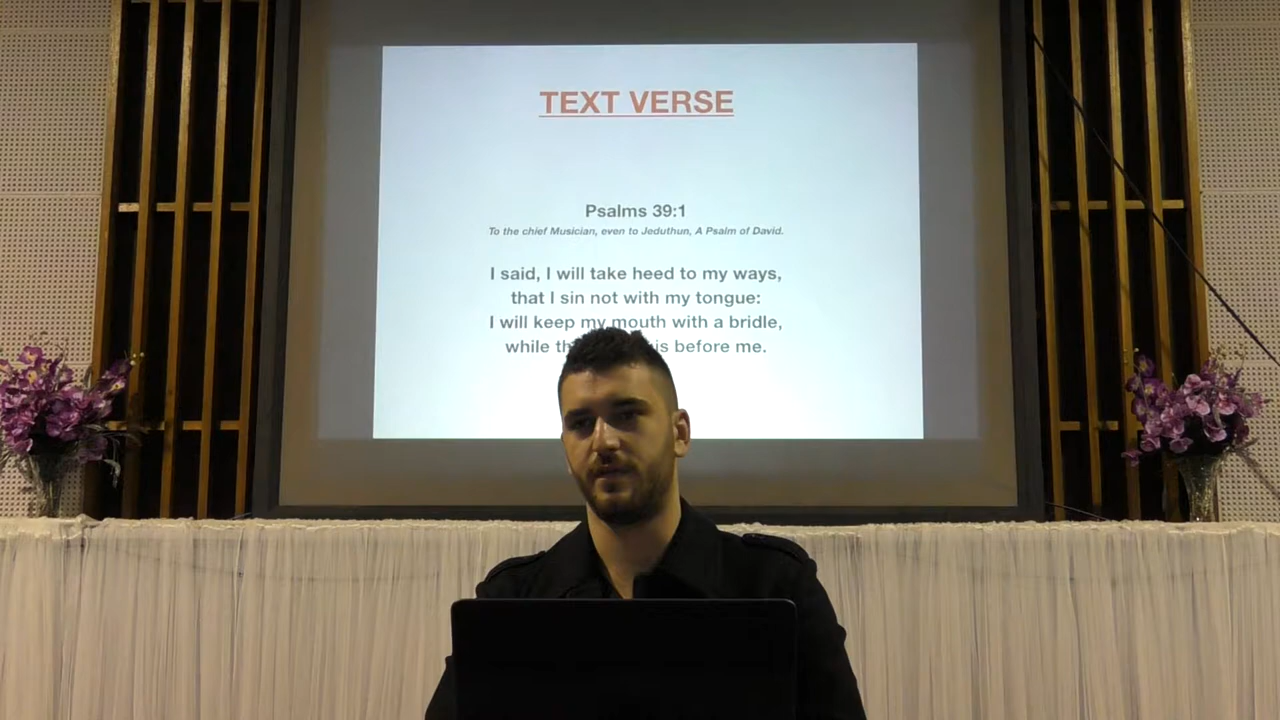 TEXT VERSE
Psalms 39:1
To the chief Musician, even to Jeduthun, A Psalm of David.
I said, I will take heed to my ways,
that I sin not with my tongue:
I will keep my mouth with a bridle,
while is before me.